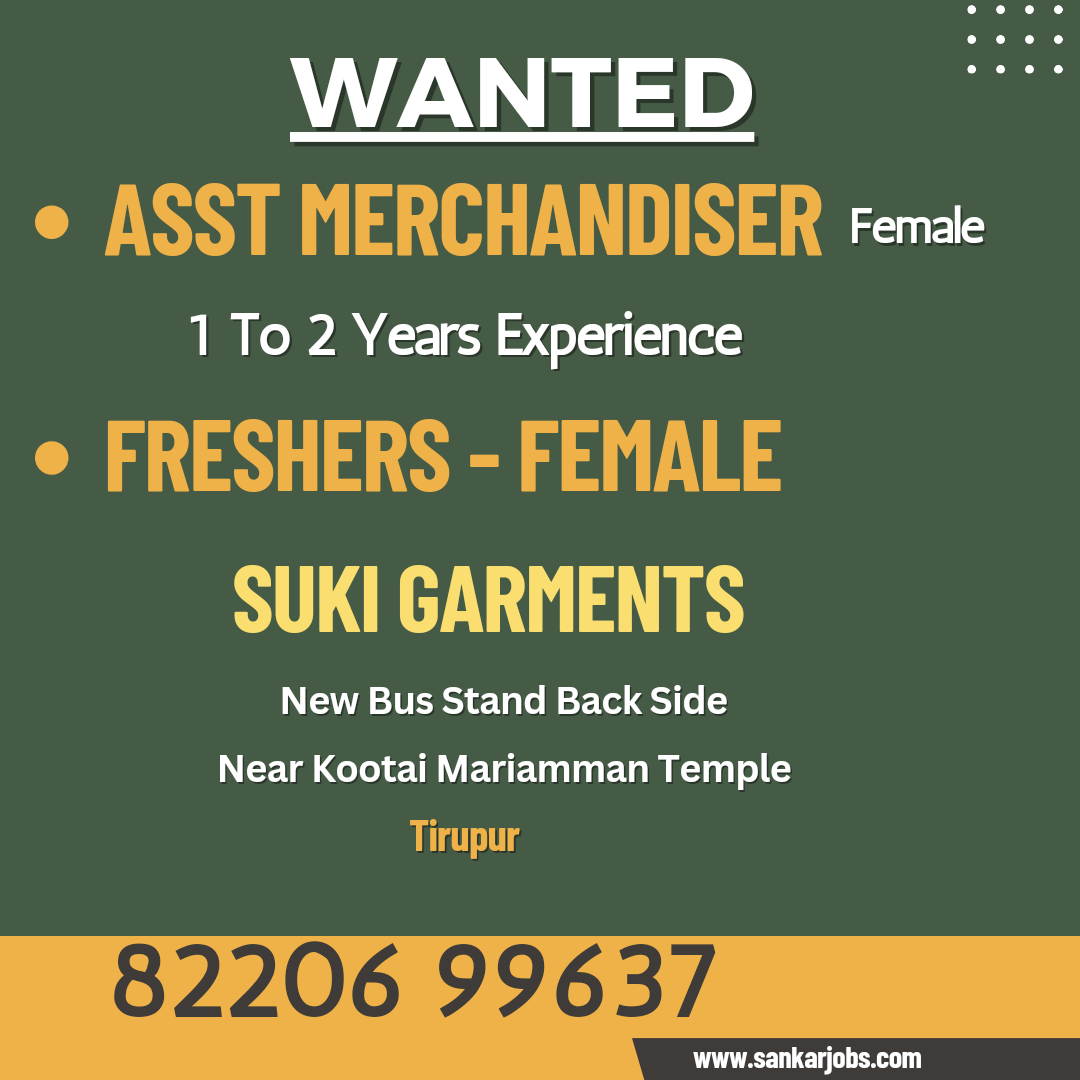 WANTED
• ASST MERCHANDISER Female
1 To 2 Years Experience
• FRESHERS - FEMALE
SUKI GARMENTS
New Bus Stand Back Side
Near Kootai Mariamman Temple
Tirupur
82206 99637
www.sankarjobs.com